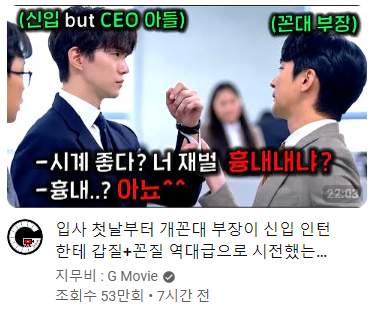 (신입 but CEO 아들)
(꼰대 부장)
-시계 좋다? 너 재벌 흉내내냐?
-흉내..? 아뇨^^
22:03
입사 첫날부터 개꼰대 부장이 신입 인턴
한테 갑질+꼰질 역대급으로 시전했는...
지무비 : G Movie
조회수 53만회 • 7시간 전